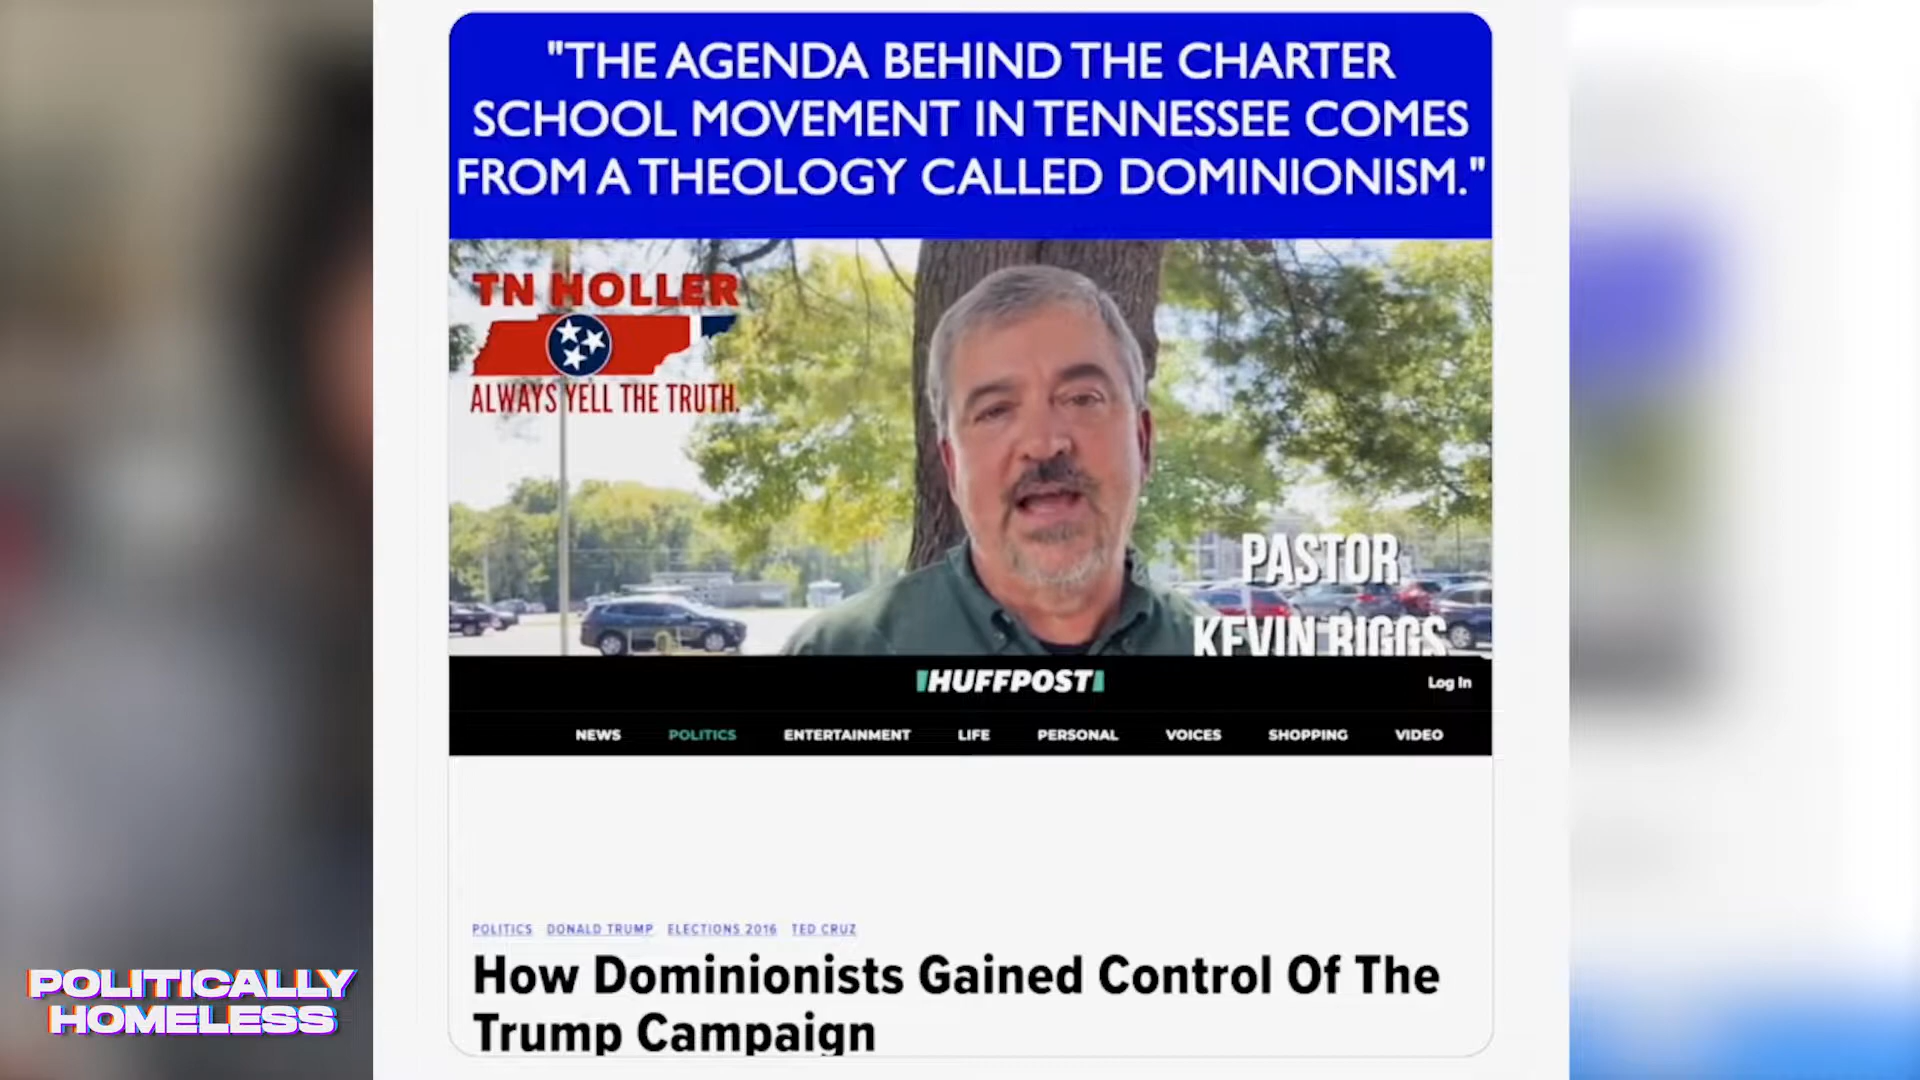 "THE AGENDA BEHIND THE CHARTER
SCHOOL MOVEMENT IN TENNESSEE COMES
FROM A THEOLOGY CALLED DOMINIONISM."
TN HOLLER
ALWAYS YELL THE TRUTH.
PASTOR
KEVIN RIGGS
HUFFPOST
Log In
NEWS POLITICS ENTERTAINMENT LIFE PERSONAL VOICES SHOPPING VIDEO
POLITICS DONALD TRUMP ELECTIONS 2016 TED CRUZ
How Dominionists Gained Control Of The
Trump Campaign
POLITICALLY
HOMELESS